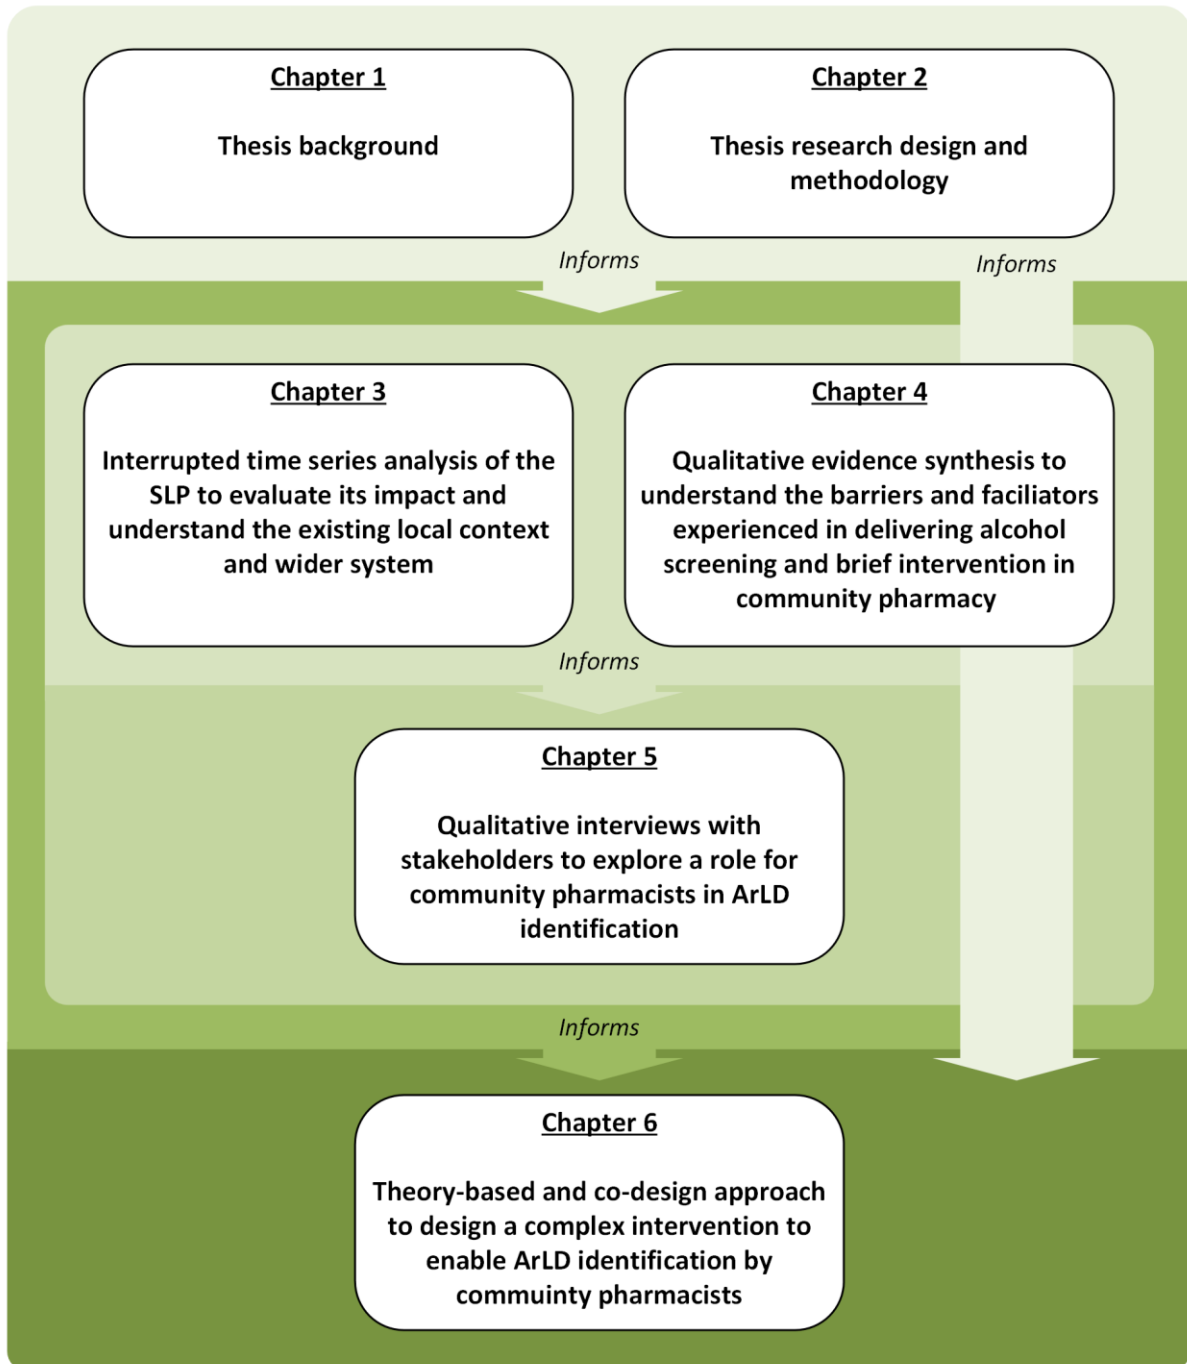 Chapter 1
Thesis background
Chapter 2
Thesis research design and
methodology
Informs
Informs
Chapter 3
Interrupted time series analysis of the
SLP to evaluate its impact and
understand the existing local context
and wider system
Chapter 4
Qualitative evidence synthesis to
understand the barriers and faciliators
experienced in delivering alcohol
screening and brief intervention in
community pharmacy
Informs
Chapter 5
Qualitative interviews with
stakeholders to explore a role for
community pharmacists in ArLD
identification
Informs
Chapter 6
Theory-based and co-design approach
to design a complex intervention to
enable ArLD identification by
commuinty pharmacists